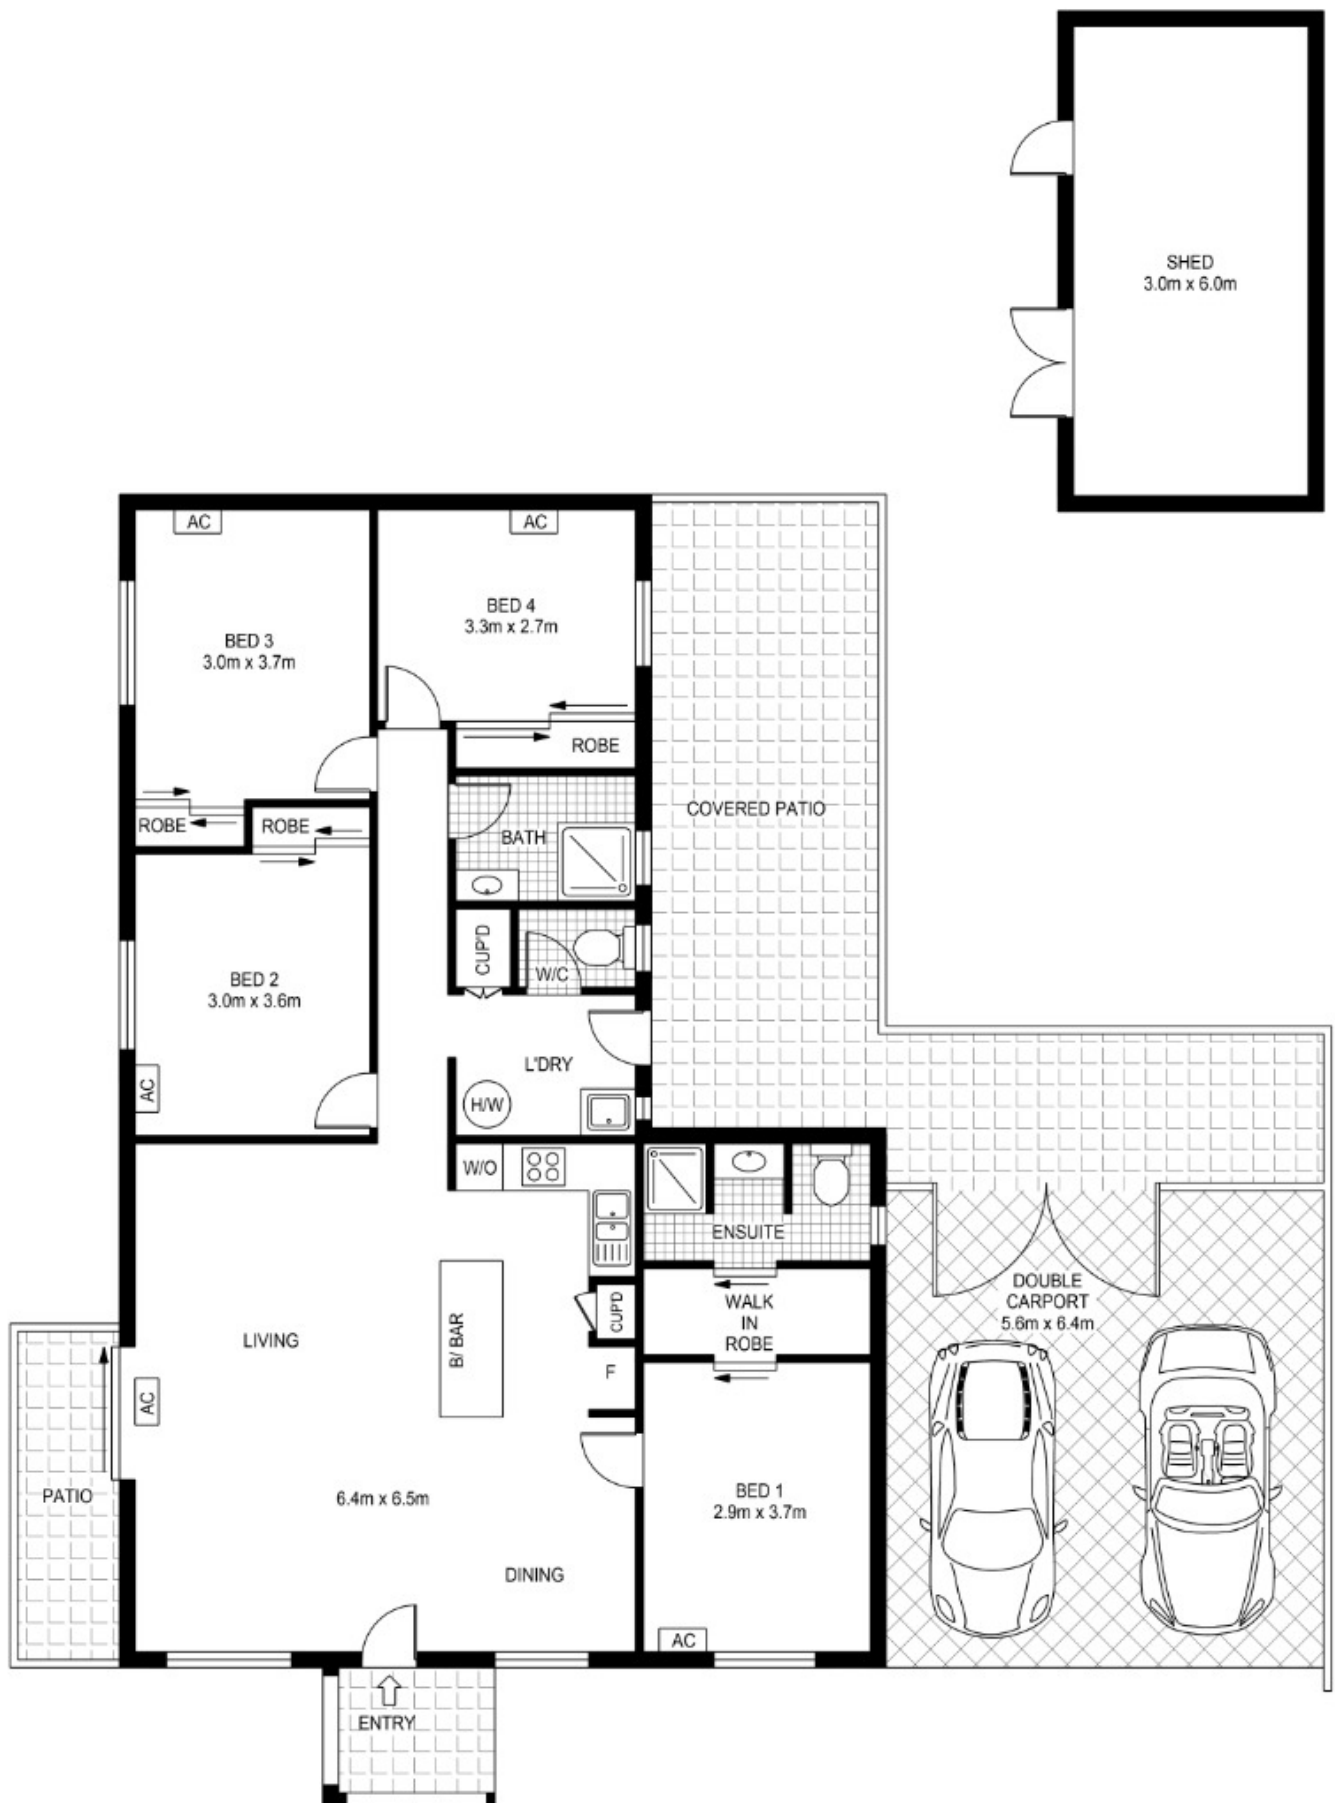 SHED
3.0m x 6.0m
AC
AC
BED 4
3.3m x 2.7m
BED 3
3.0m x 3.7m
ROBE
ROBE
ROBE
BATH
COVERED PATIO
CUP'D
W/C
BED 2
3.0m x 3.6m
L'DRY
AC
H/W
W/O
ENSUITE
DOUBLE
CARPORT
5.6m x 6.4m
WALK
IN
ROBE
CUP'D
LIVING
B/ BAR
F
AC
PATIO
6.4m x 6.5m
BED 1
2.9m x 3.7m
DINING
AC
ENTRY